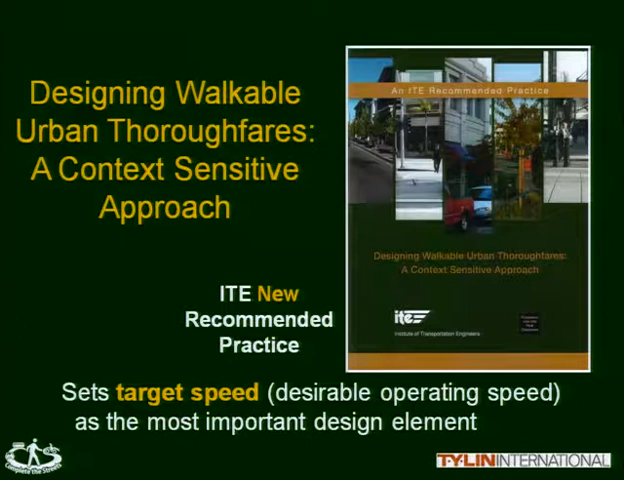 Designing Walkable
Urban Thoroughfares:
A Context Sensitive
Approach
An ITE Recommended Practice
Designing Walkable Urban Thoroughfares:
A Context Sensitive Approach
ite
Institute of Transportation Engineers
ITE New
Recommended
Practice
Sets target speed (desirable operating speed)
as the most important design element
Complete the Streets
T-Y-LIN INTERNATIONAL